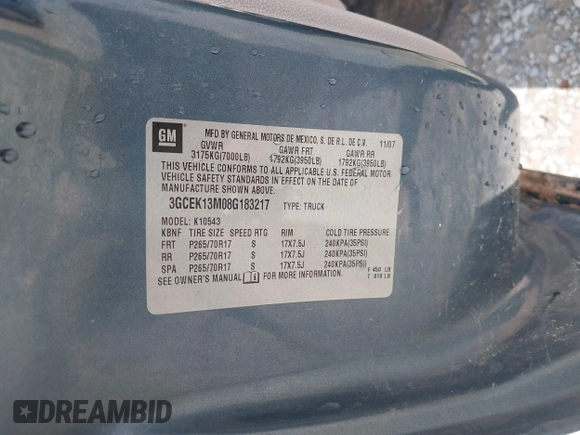 GM
MFD BY GENERAL MOTORS DE MEXICO, S. DE R.L. DE C.V. 11/07
GVWR GAWR FRT GAWR RR
3175KG(7000LB) 1792KG(3950LB) 1792KG(3950LB)
THIS VEHICLE CONFORMS TO ALL APPLICABLE U.S. FEDERAL MOTOR
VEHICLE SAFETY STANDARDS IN EFFECT ON THE DATE OF
MANUFACTURE SHOWN ABOVE.
3GCEK13M08G183217 TYPE: TRUCK
MODEL: K10543
KBNF TIRE SIZE SPEED RTG RIM COLD TIRE PRESSURE
FRT P265/70R17 S 17X7.5J 240KPA(35PSI)
RR P265/70R17 S 17X7.5J 240KPA(35PSI)
SPA P265/70R17 S 17X7.5J 240KPA(35PSI)
SEE OWNER'S MANUAL FOR MORE INFORMATION.
F 450 LB
T 818 LB
DREAMBID